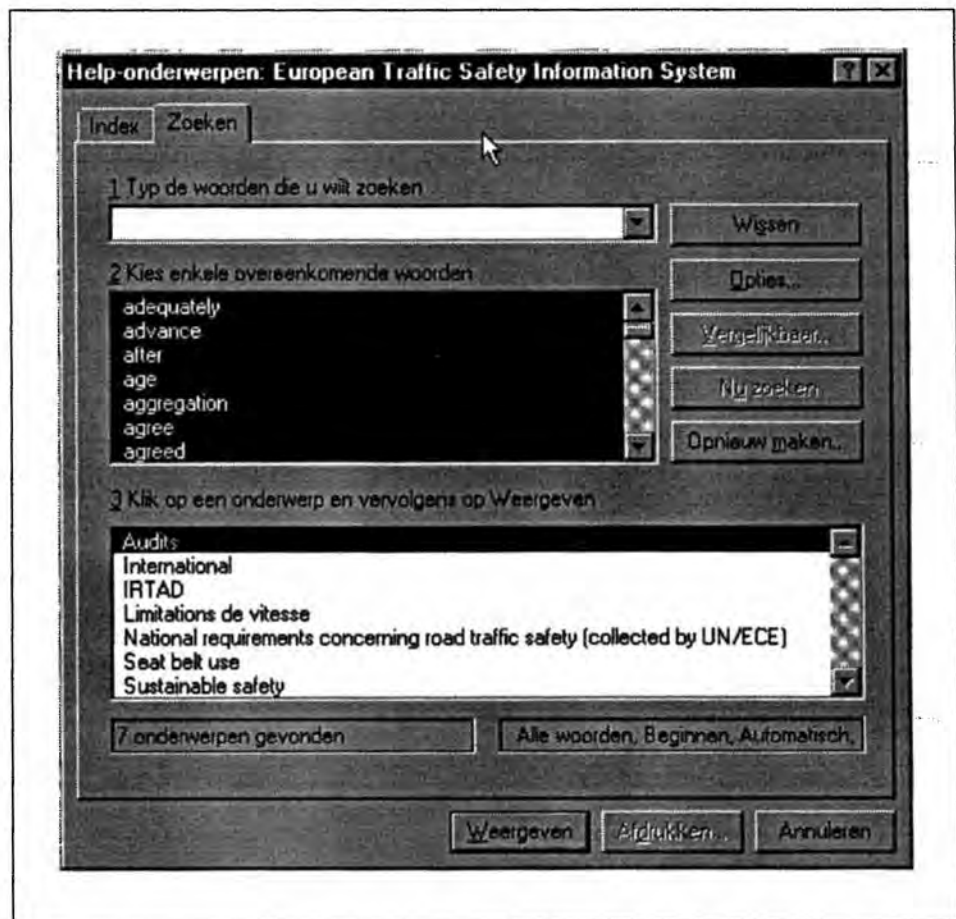 Help-onderwerpen: European Traffic Safety Information System
Index Zoeken
1 Typ de woorden die u wilt zoeken
Wissen
2 Kies enkele overeenkomende woorden
Opties...
adequately
advance
after
age
aggregation
agree
agreed
Vergelijkbaar...
Nu zoeken
Opnieuw maken...
3 Klik op een onderwerp en vervolgens op Weergeven
Audits
International
IRTAD
Limitations de vitesse
National requirements concerning road traffic safety (collected by UN/ECE)
Seat belt use
Sustainable safety
7 onderwerpen gevonden
Alle woorden, Beginnen, Automatisch,
Weergeven Afdrukken... Annuleren